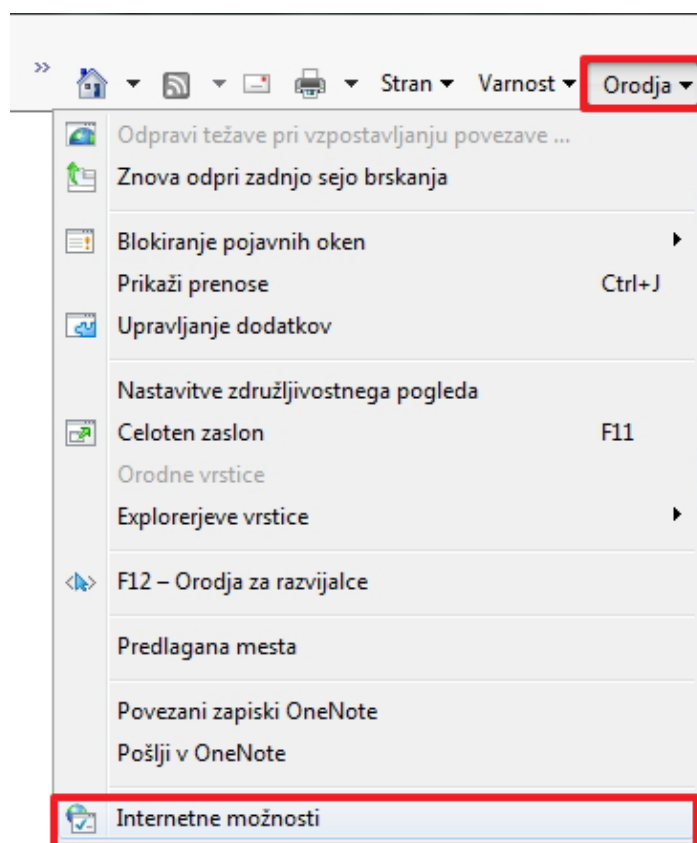 » Stran Varnost Orodja
Odpravi težave pri vzpostavljanju povezave ...
Znova odpri zadnjo sejo brskanja
Blokiranje pojavnih oken
Prikaži prenose Ctrl+J
Upravljanje dodatkov
Nastavitve združljivostnega pogleda
Celoten zaslon F11
Orodne vrstice
Explorerjeve vrstice
F12 – Orodja za razvijalce
Predlagana mesta
Povezani zapiski OneNote
Pošlji v OneNote
Internetne možnosti